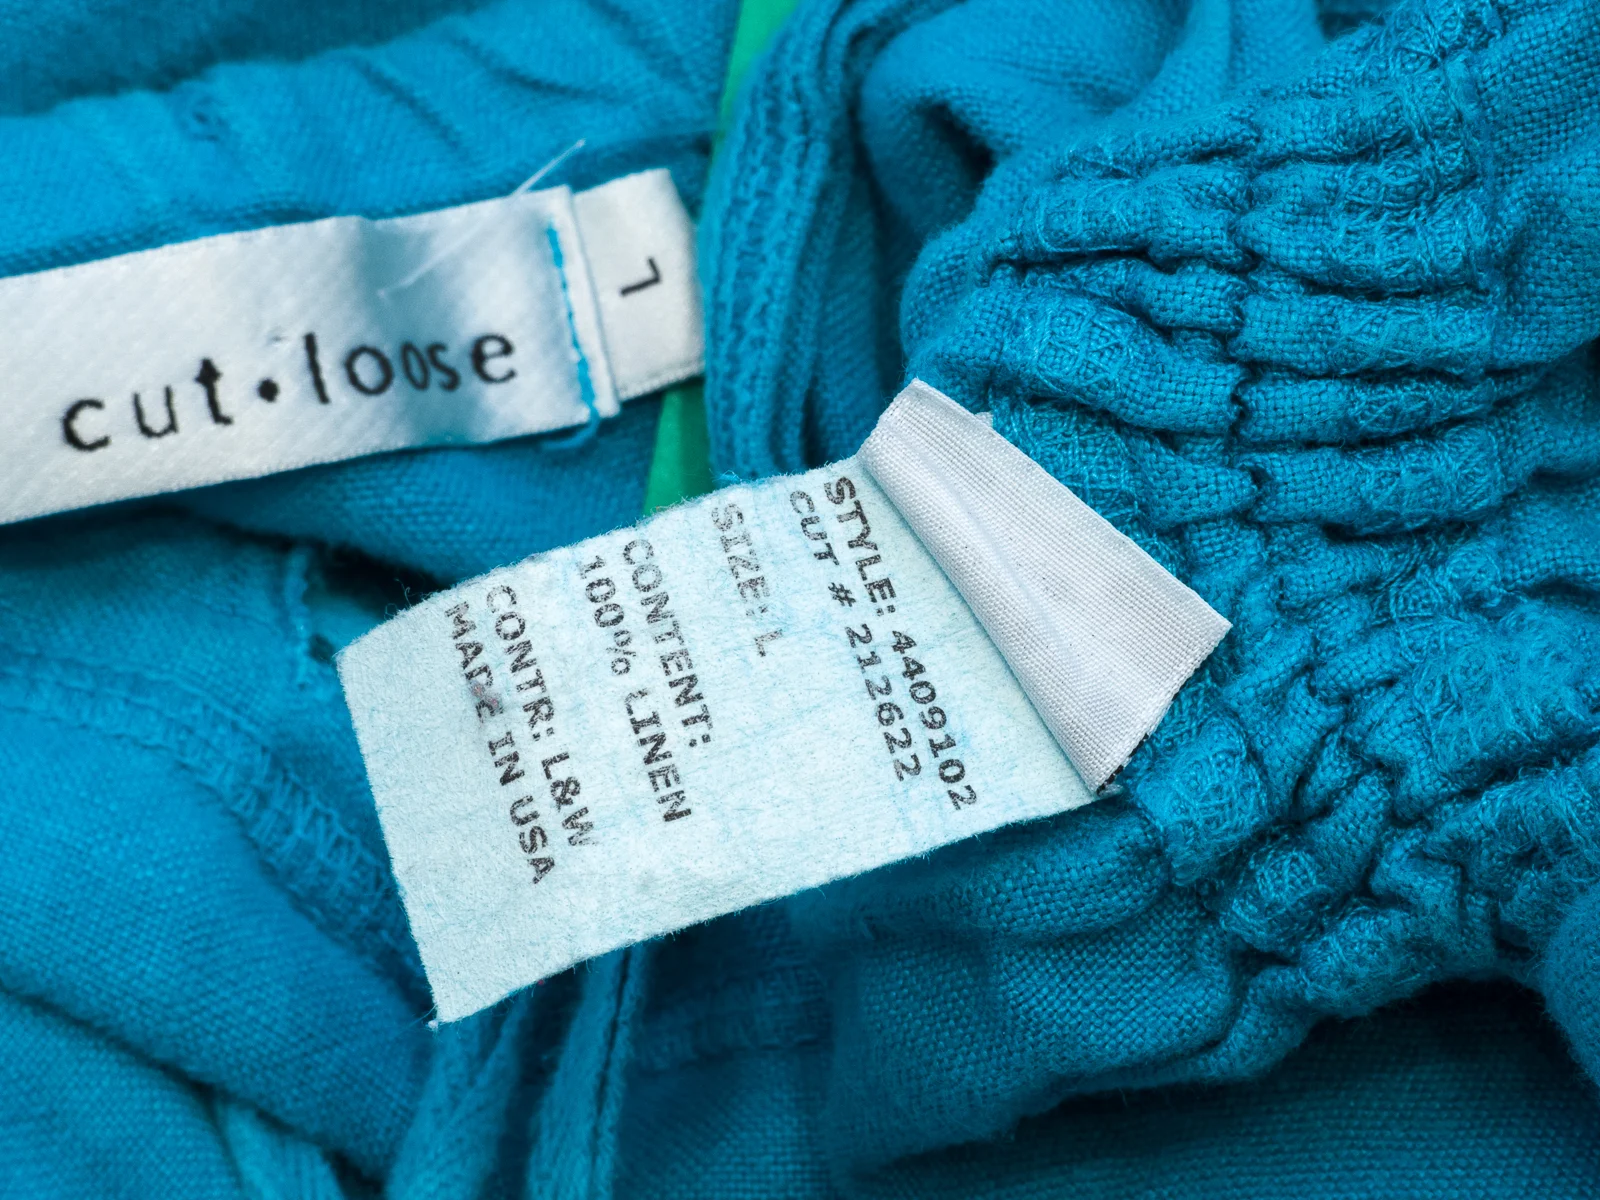 cut•loose
L
STYLE: 4409102
CUT # 212622
SIZE: L
CONTENT:
100% LINEN
CONTR: L&W
MADE IN USA